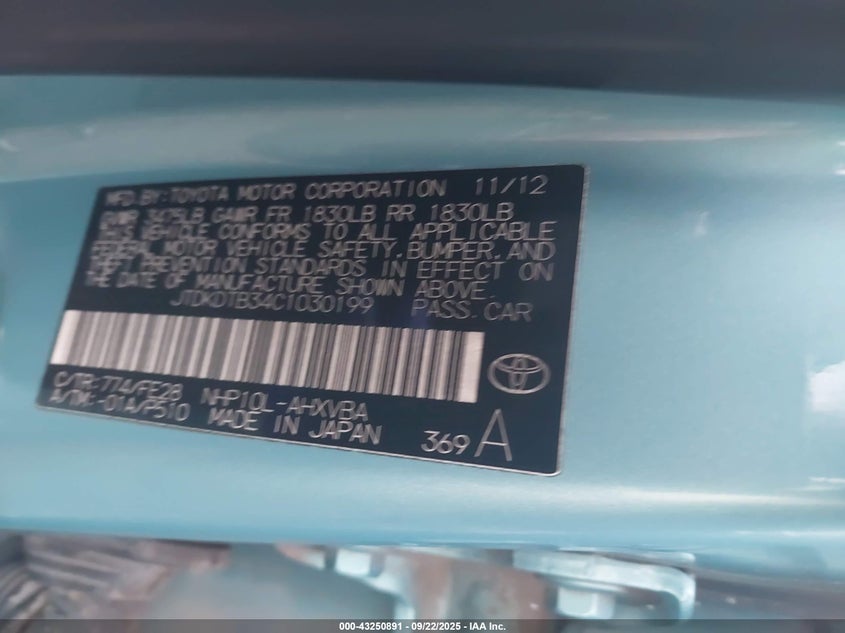 MFD.BY:TOYOTA MOTOR CORPORATION 11/12
GVWR 3475LB GAWR FR 1830LB RR 1830LB
THIS VEHICLE CONFORMS TO ALL APPLICABLE
FEDERAL MOTOR VEHICLE SAFETY,BUMPER,AND
THEFT PREVENTION STANDARDS IN EFFECT ON
THE DATE OF MANUFACTURE SHOWN ABOVE.
JTDKDTB34C1030199 PASS.CAR
C/TR:774/FE28 NHP10L-AHXVBA
A/TM:-01A/P510 MADE IN JAPAN
369 A
000-43250891 - 09/22/2025 - IAA Inc.